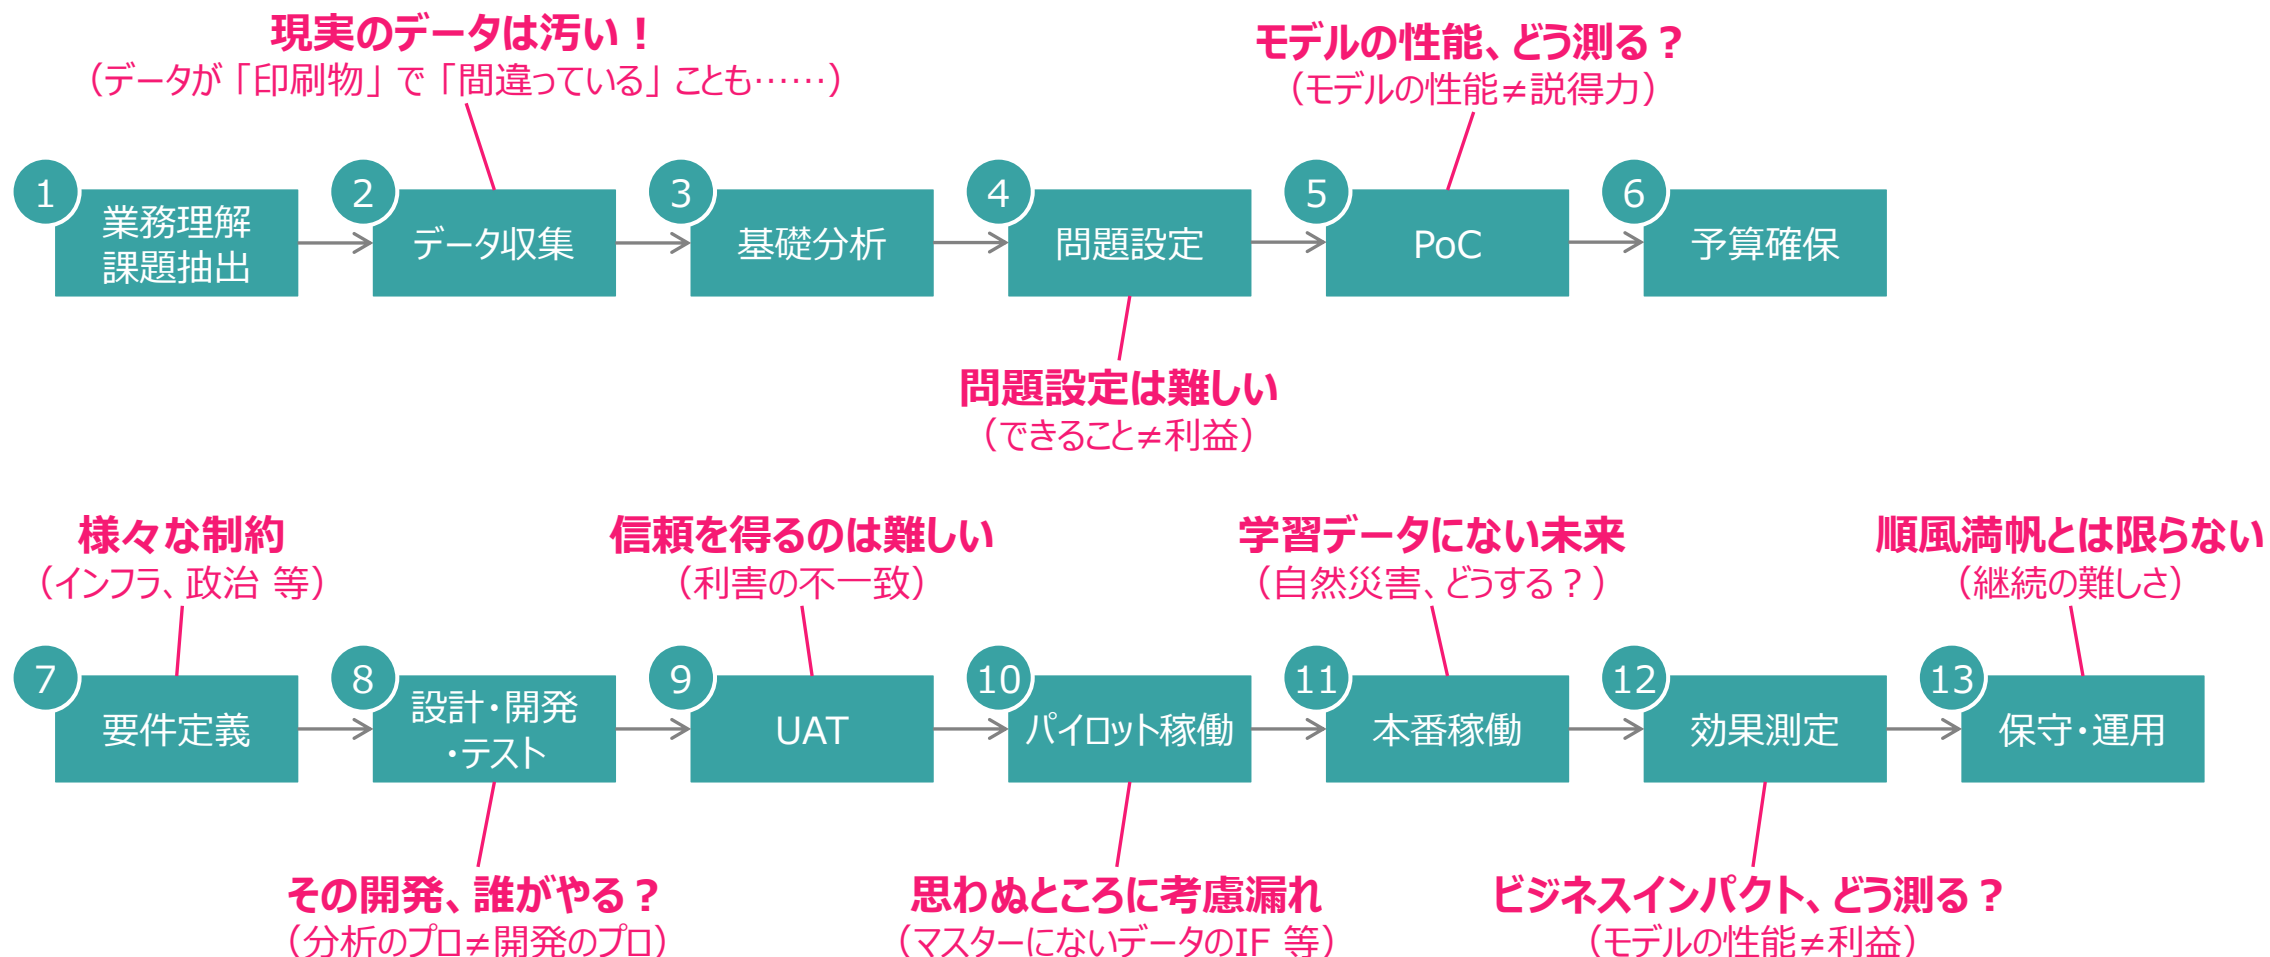 現実のデータは汚い！
（データが「印刷物」で「間違っている」ことも……）
モデルの性能、どう測る？
（モデルの性能≠説得力）
1
業務理解
課題抽出
2
データ収集
3
基礎分析
4
問題設定
5
PoC
6
予算確保
問題設定は難しい
（できること≠利益）
様々な制約
（インフラ、政治 等）
信頼を得るのは難しい
（利害の不一致）
学習データにない未来
（自然災害、どうする？）
順風満帆とは限らない
（継続の難しさ）
7
要件定義
8
設計・開発
・テスト
9
UAT
10
パイロット稼働
11
本番稼働
12
効果測定
13
保守・運用
その開発、誰がやる？
（分析のプロ≠開発のプロ）
思わぬところに考慮漏れ
（マスターにないデータのIF 等）
ビジネスインパクト、どう測る？
（モデルの性能≠利益）